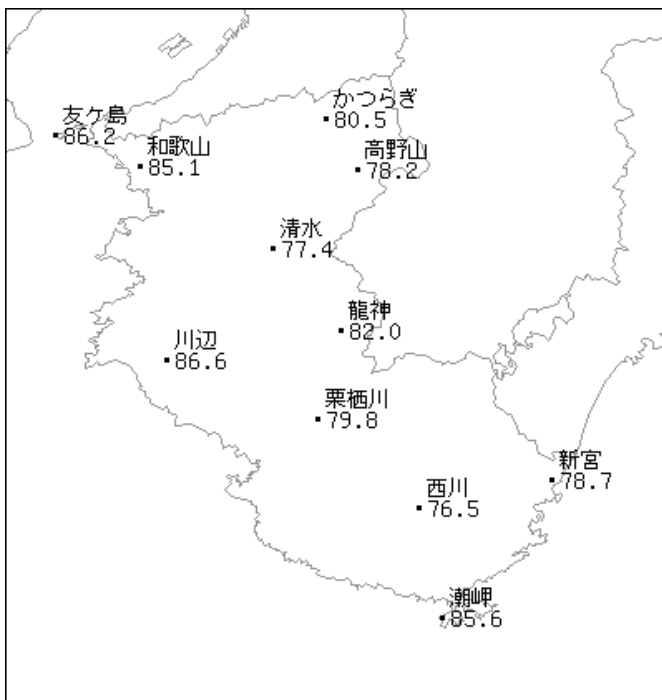 かつらぎ
80.5
友ケ島
86.2
和歌山
85.1
高野山
78.2
清水
77.4
龍神
82.0
川辺
86.6
栗栖川
79.8
新宮
78.7
西川
76.5
潮岬
85.6